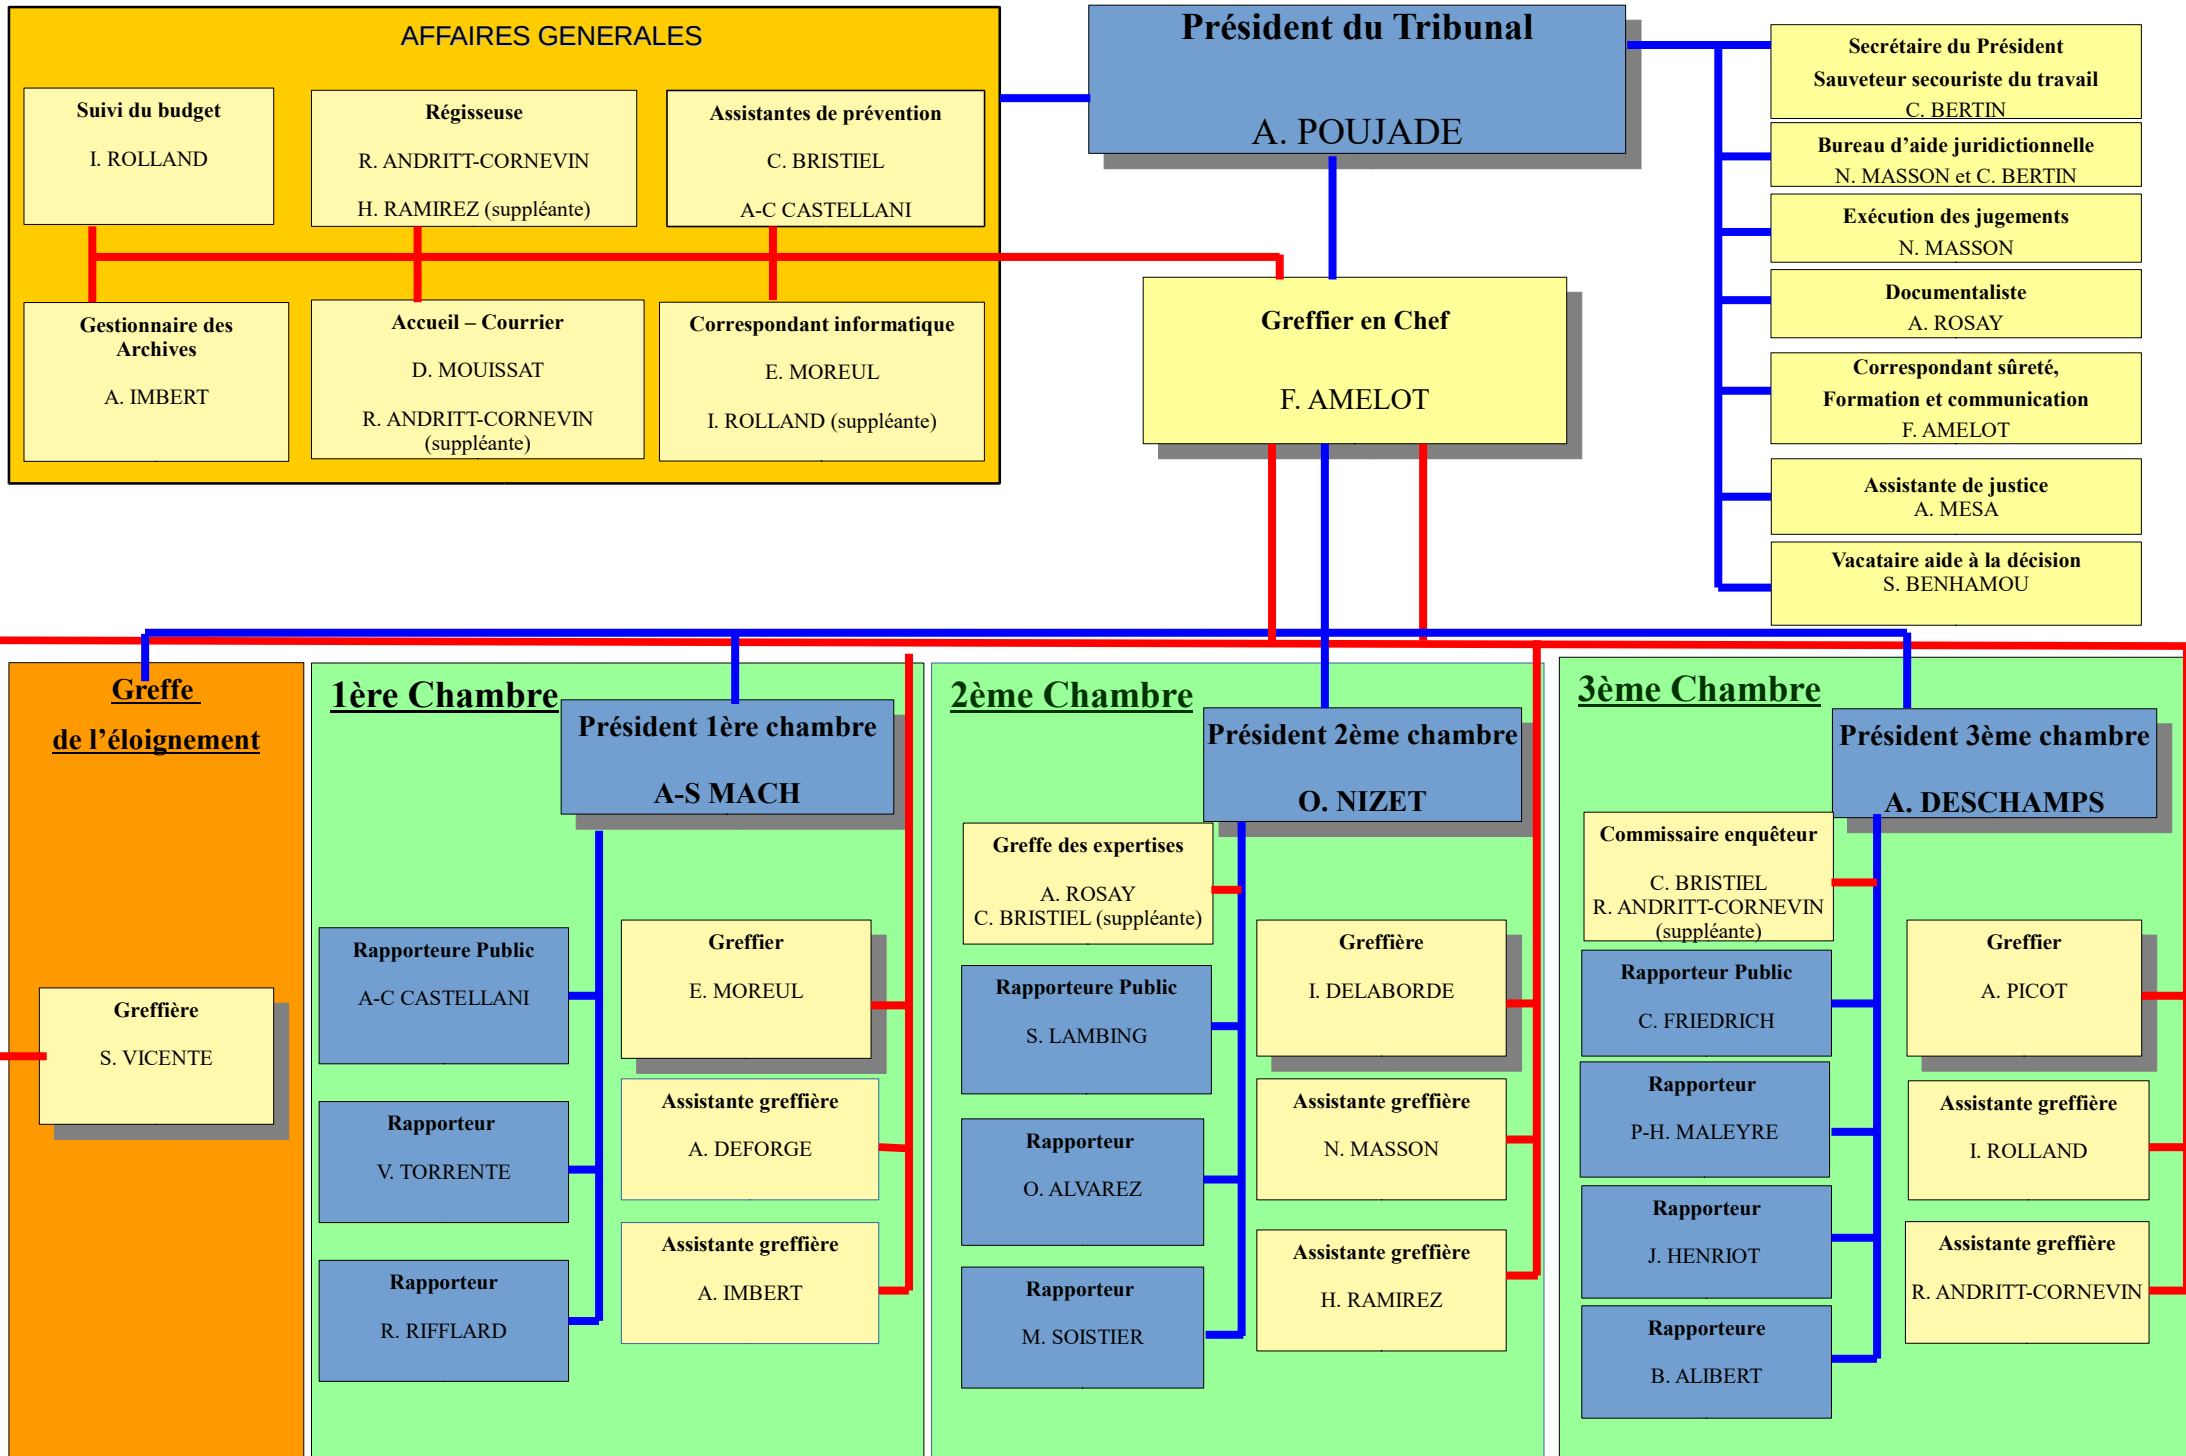 AFFAIRES GENERALES
Suivi du budget
I. ROLLAND
Régisseuse
R. ANDRITT-CORNEVIN
H. RAMIREZ (suppléante)
Assistantes de prévention
C. BRISTIEL
A-C CASTELLANI
Gestionnaire des
Archives
A. IMBERT
Accueil – Courrier
D. MOUISSAT
R. ANDRITT-CORNEVIN
(suppléante)
Correspondant informatique
E. MOREUL
I. ROLLAND (suppléante)
Président du Tribunal
A. POUJADE
Greffier en Chef
F. AMELOT
Secrétaire du Président
Sauveteur secouriste du travail
C. BERTIN
Bureau d’aide juridictionnelle
N. MASSON et C. BERTIN
Exécution des jugements
N. MASSON
Documentaliste
A. ROSAY
Correspondant sûreté,
Formation et communication
F. AMELOT
Assistante de justice
A. MESA
Vacataire aide à la décision
S. BENHAMOU
Greffe
de l’éloignement
Greffière
S. VICENTE
1ère Chambre
Président 1ère chambre
A-S MACH
Rapporteure Public
A-C CASTELLANI
Rapporteur
V. TORRENTE
Rapporteur
R. RIFFLARD
Greffier
E. MOREUL
Assistante greffière
A. DEFORGE
Assistante greffière
A. IMBERT
2ème Chambre
Président 2ème chambre
O. NIZET
Greffe des expertises
A. ROSAY
C. BRISTIEL (suppléante)
Rapporteure Public
S. LAMBING
Rapporteur
O. ALVAREZ
Rapporteur
M. SOISTIER
Greffière
I. DELABORDE
Assistante greffière
N. MASSON
Assistante greffière
H. RAMIREZ
3ème Chambre
Président 3ème chambre
A. DESCHAMPS
Commissaire enquêteur
C. BRISTIEL
R. ANDRITT-CORNEVIN
(suppléante)
Rapporteur Public
C. FRIEDRICH
Rapporteur
P-H. MALEYRE
Rapporteur
J. HENRIOT
Rapporteure
B. ALIBERT
Greffier
A. PICOT
Assistante greffière
I. ROLLAND
Assistante greffière
R. ANDRITT-CORNEVIN